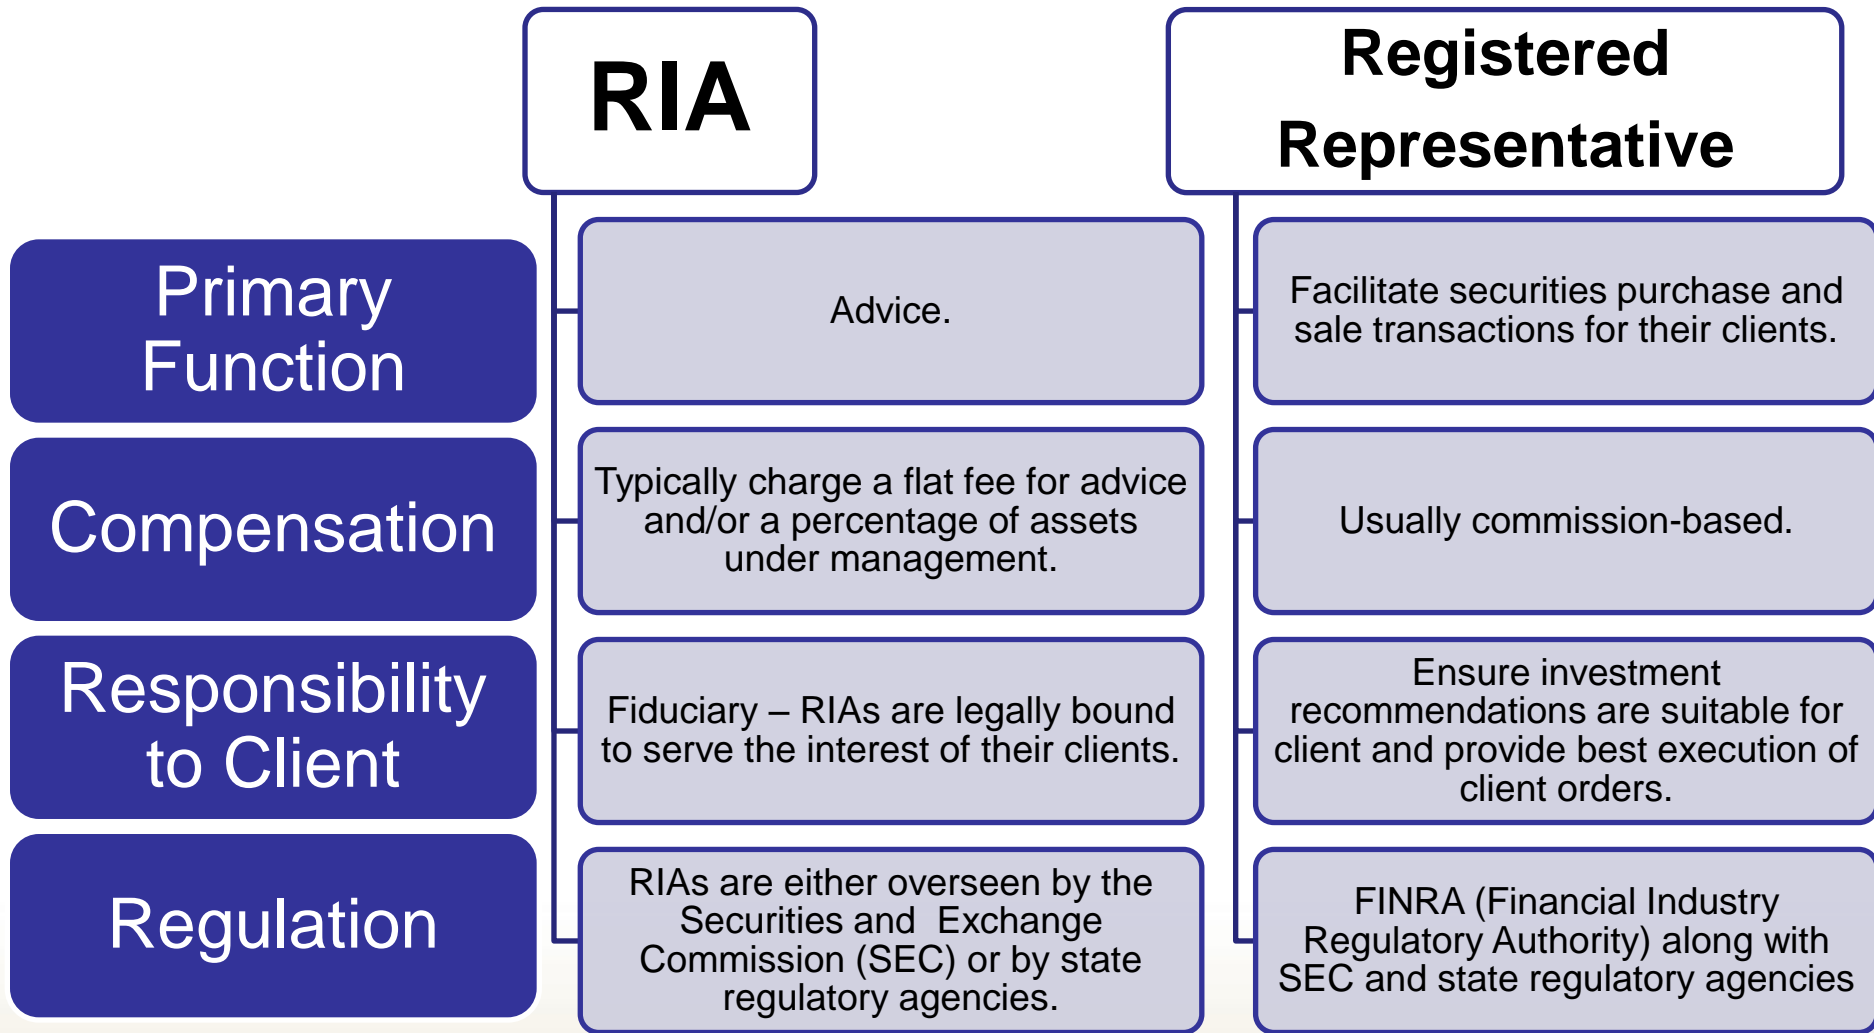 RIA
Registered
Representative
Primary
Function
Advice.
Facilitate securities purchase and
sale transactions for their clients.
Compensation
Typically charge a flat fee for advice
and/or a percentage of assets
under management.
Usually commission-based.
Responsibility
to Client
Fiduciary – RIAs are legally bound
to serve the interest of their clients.
Ensure investment
recommendations are suitable for
client and provide best execution of
client orders.
Regulation
RIAs are either overseen by the
Securities and Exchange
Commission (SEC) or by state
regulatory agencies.
FINRA (Financial Industry
Regulatory Authority) along with
SEC and state regulatory agencies